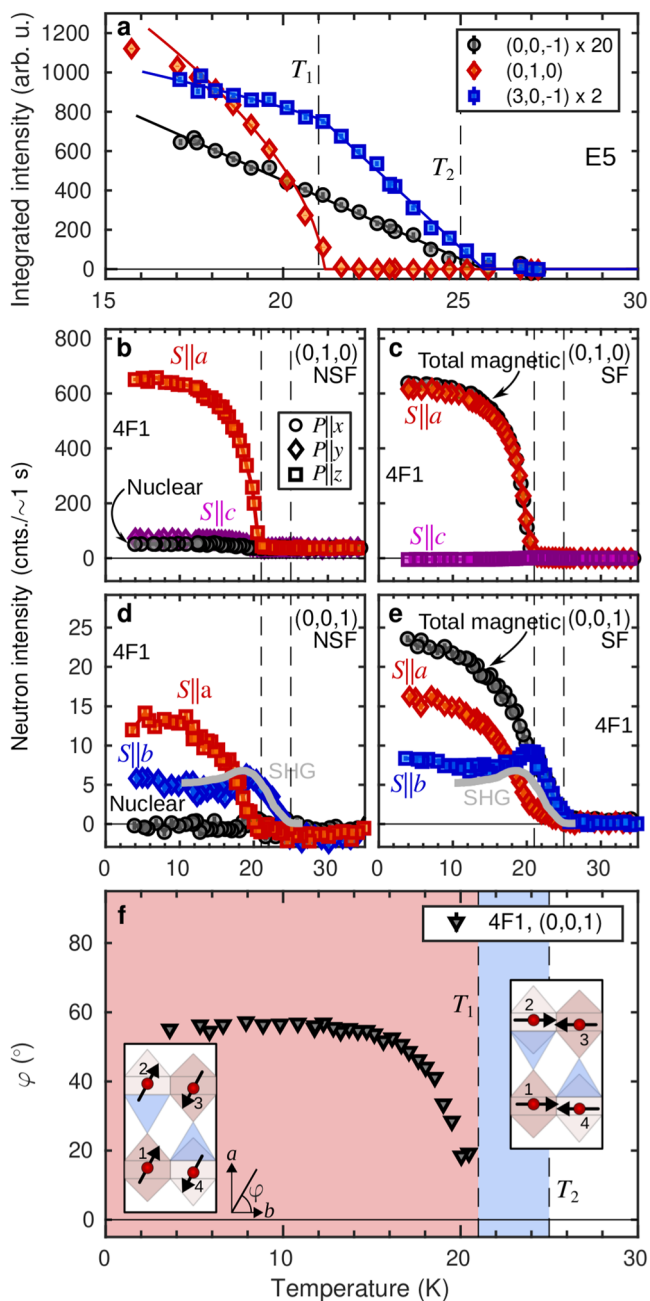 a
1200
1000
800
600
400
200
0
Integrated intensity (arb. u.)
T₁
T₂
(0,0,-1) x 20
(0,1,0)
(3,0,-1) x 2
E5
15 20 25 30
b
800
600
400
200
0
S||a
(0,1,0)
NSF
4F1
P||x
P||y
P||z
Nuclear
S||c
c
(0,1,0)
SF
Total magnetic
S||a
4F1
S||c
Neutron intensity (cnts./~1 s)
d
25
20
15
10
5
0
(0,0,1)
NSF
4F1
S||a
S||b
SHG
Nuclear
0 10 20 30
e
(0,0,1)
SF
Total magnetic
S||a
4F1
S||b
SHG
0 10 20 30
f
4F1, (0,0,1)
80
60
40
20
0
φ (°)
T₁
T₂
2
3
1
4
a
φ
b
2
3
1
4
0 10 20 30
Temperature (K)